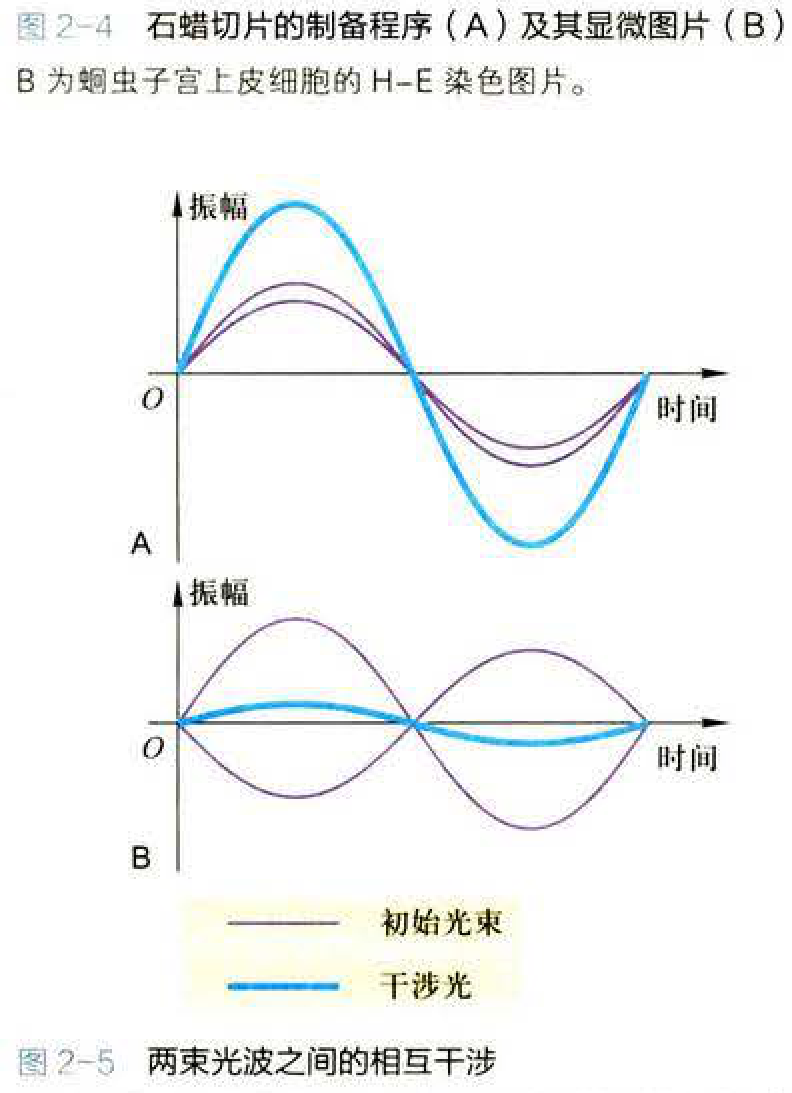 图 2-4 石蜡切片的制备程序（A）及其显微图片（B）
B 为蛔虫子宫上皮细胞的 H-E 染色图片。
振幅
O
时间
A
振幅
O
时间
B
初始光束
干涉光
图 2-5 两束光波之间的相互干涉